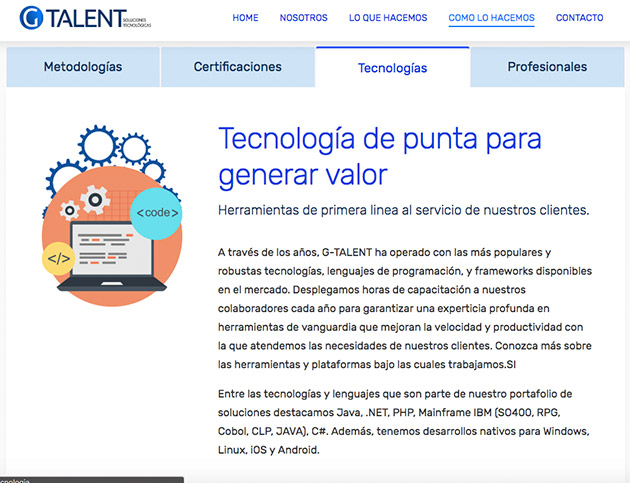 G TALENT SOLUCIONES
TECNOLÓGICAS
HOME NOSOTROS LO QUE HACEMOS COMO LO HACEMOS CONTACTO
Metodologías Certificaciones Tecnologías Profesionales
<code>
</>
Tecnología de punta para
generar valor
Herramientas de primera linea al servicio de nuestros clientes.
A través de los años, G-TALENT ha operado con las más populares y
robustas tecnologías, lenguajes de programación, y frameworks disponibles
en el mercado. Desplegamos horas de capacitación a nuestros
colaboradores cada año para garantizar una experticia profunda en
herramientas de vanguardia que mejoran la velocidad y productividad con
la que atendemos las necesidades de nuestros clientes. Conozca más sobre
las herramientas y plataformas bajo las cuales trabajamos.SI
Entre las tecnologías y lenguajes que son parte de nuestro portafolio de
soluciones destacamos Java, .NET, PHP, Mainframe IBM (SO400, RPG,
Cobol, CLP, JAVA), C#. Además, tenemos desarrollos nativos para Windows,
Linux, iOS y Android.